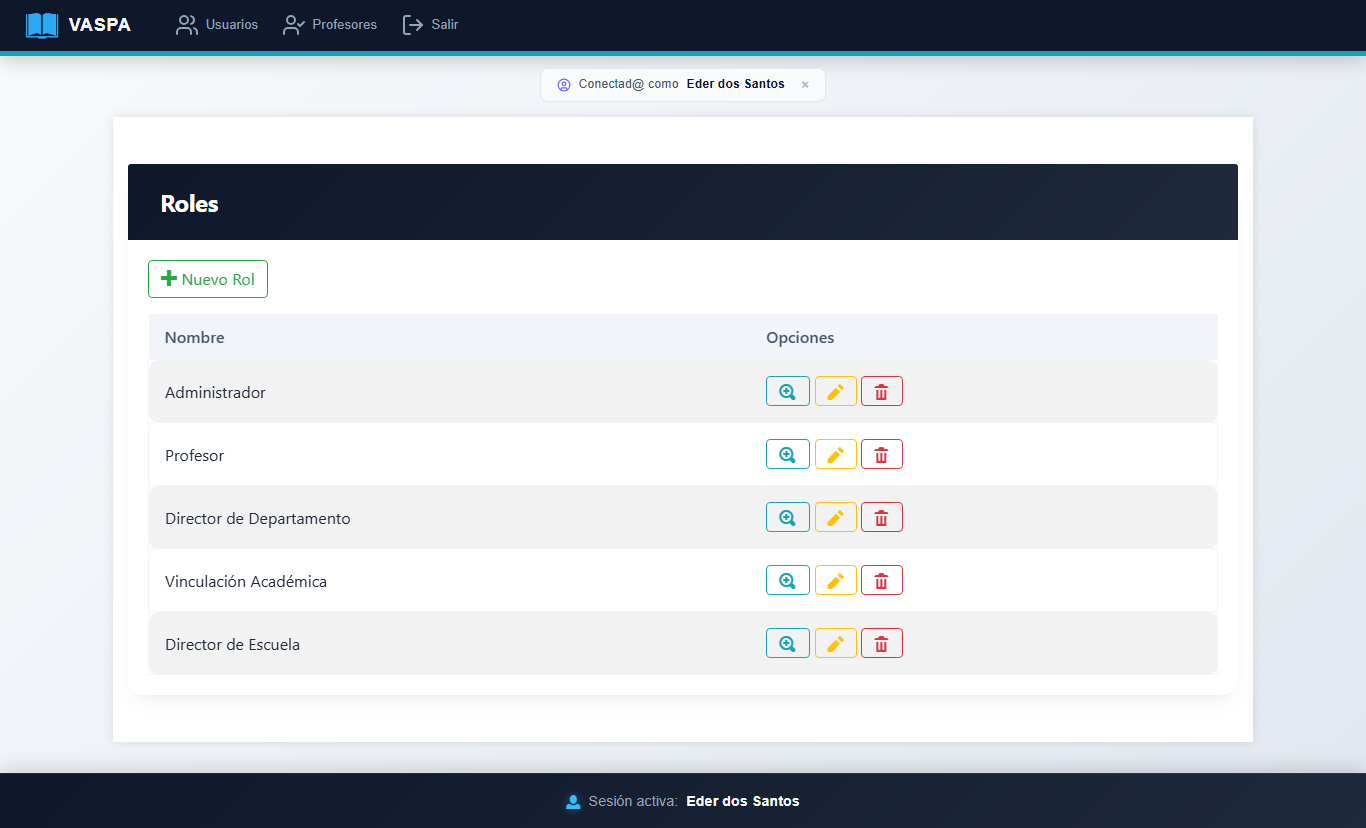 VASPA Usuarios Profesores Salir
Conectad@ como Eder dos Santos ×
Roles
Nuevo Rol
Nombre Opciones
Administrador
Profesor
Director de Departamento
Vinculación Académica
Director de Escuela
Sesión activa: Eder dos Santos